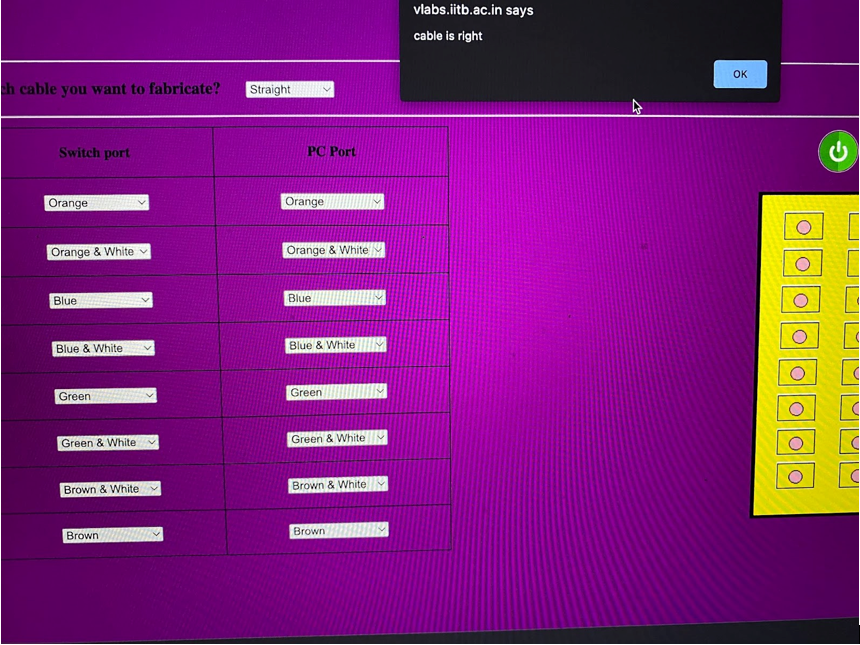 vlabs.iitb.ac.in says
cable is right
OK
cable you want to fabricate?
Straight
Switch port PC Port
Orange Orange
Orange & White Orange & White
Blue Blue
Blue & White Blue & White
Green Green
Green & White Green & White
Brown & White Brown & White
Brown Brown